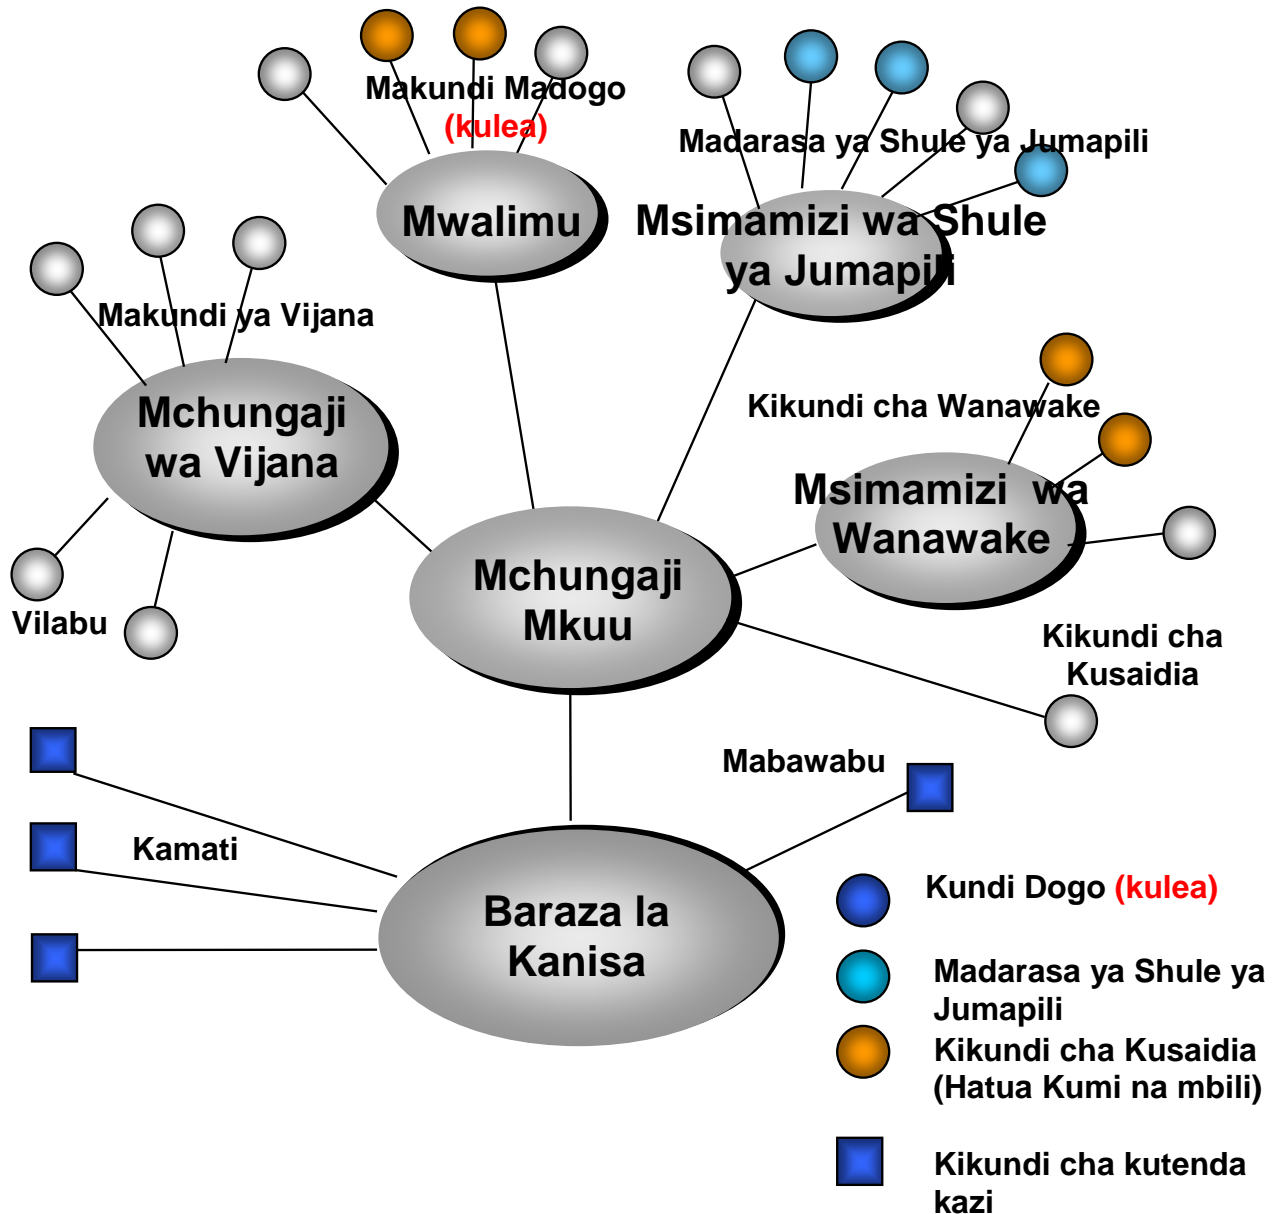 Makundi Madogo
(kulea)
Mwalimu
Madarasa ya Shule ya Jumapili
Msimamizi wa Shule
ya Jumapili
Makundi ya Vijana
Mchungaji
wa Vijana
Kikundi cha Wanawake
Msimamizi wa
Wanawake
Mchungaji
Mkuu
Vilabu
Kikundi cha
Kusaidia
Mabawabu
Kamati
Baraza la
Kanisa
Kundi Dogo (kulea)
Madarasa ya Shule ya
Jumapili
Kikundi cha Kusaidia
(Hatua Kumi na mbili)
Kikundi cha kutenda
kazi